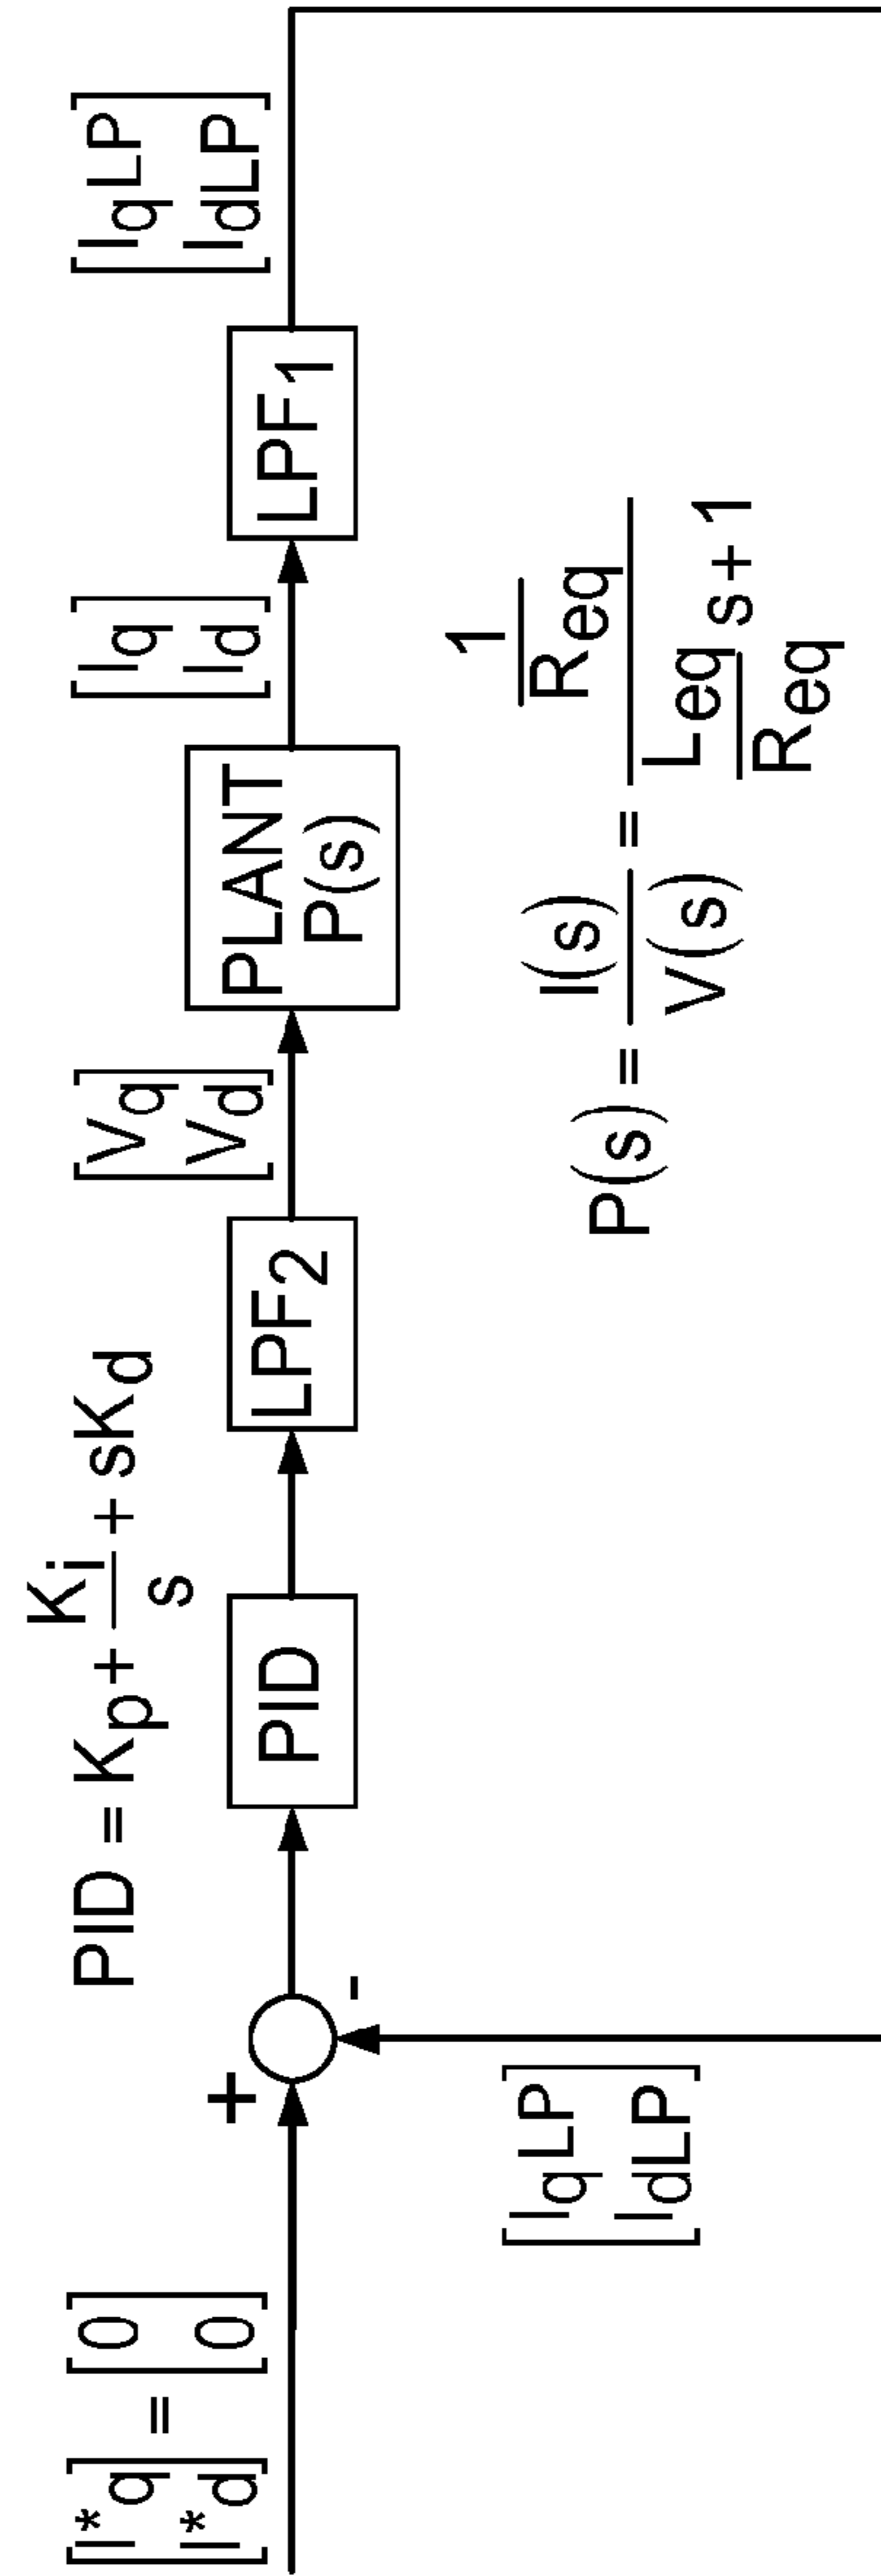 [I*q I*d] = [0 0]
+
-
[IqLP IdLP]
PID = Kp + Ki/s + sKd
PID
LPF2
[Vq Vd]
PLANT
P(s)
[Iq Id]
LPF1
[IqLP IdLP]
P(s) = I(s)/V(s) = (1/Req)/(Leq/Req s + 1)